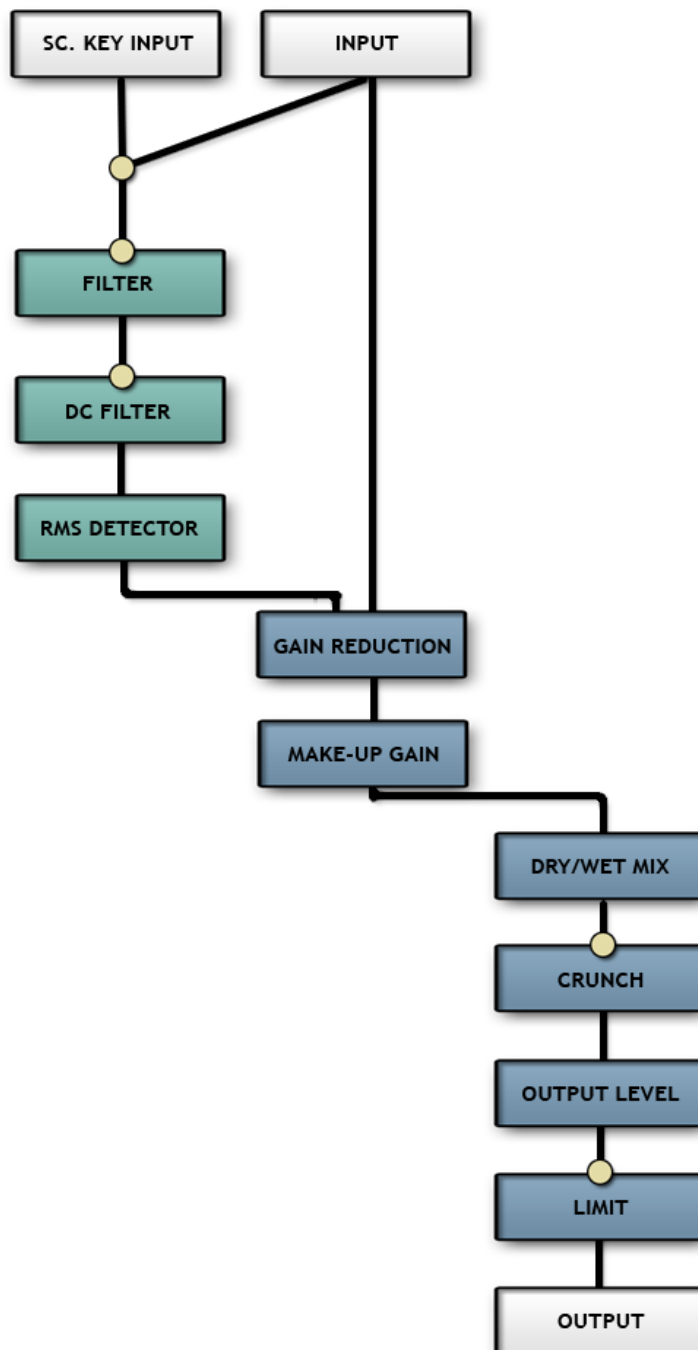 SC. KEY INPUT
INPUT
FILTER
DC FILTER
RMS DETECTOR
GAIN REDUCTION
MAKE-UP GAIN
DRY/WET MIX
CRUNCH
OUTPUT LEVEL
LIMIT
OUTPUT